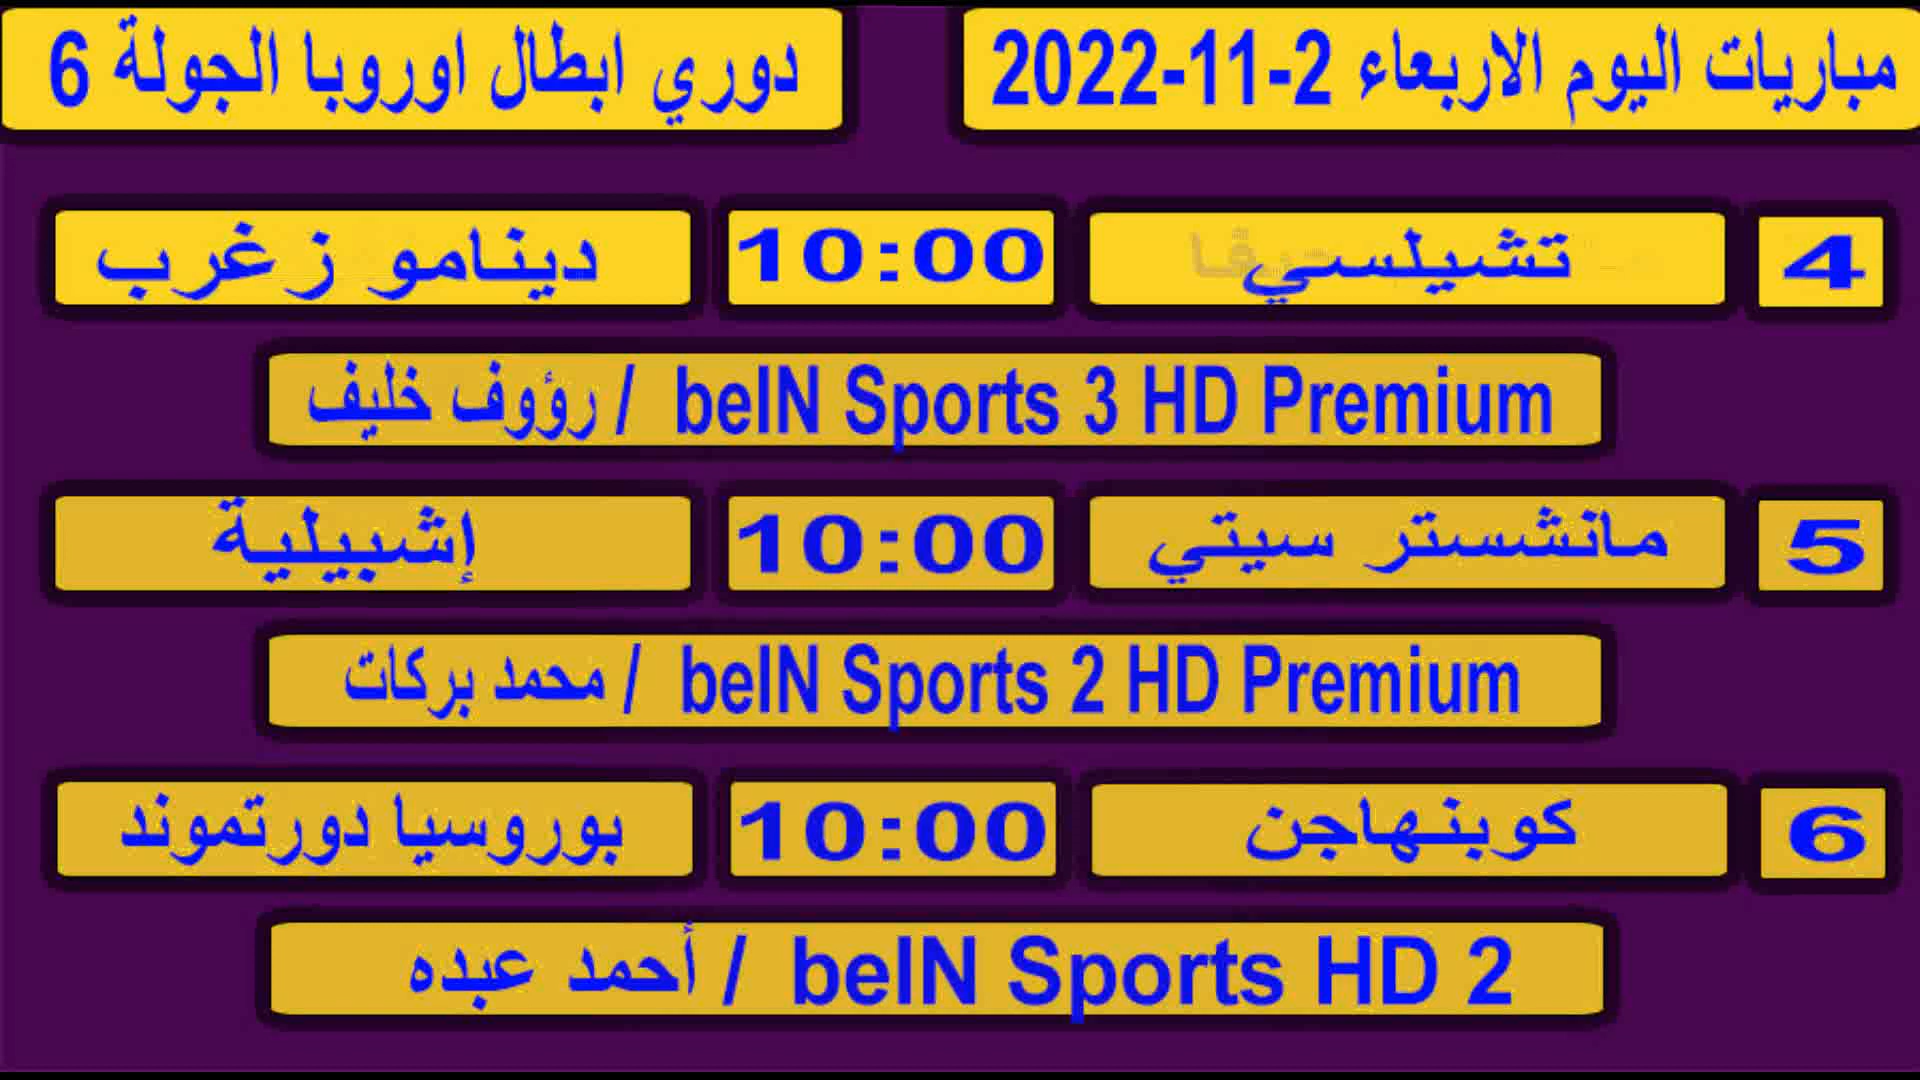 مباريات اليوم الاربعاء 2-11-2022
دوري ابطال اوروبا الجولة 6
4 تشيلسي 10:00 دينامو زغرب
beIN Sports 3 HD Premium / رؤوف خليف
5 مانشستر سيتي 10:00 إشبيلية
beIN Sports 2 HD Premium / محمد بركات
6 كوبنهاجن 10:00 بوروسيا دورتموند
beIN Sports HD 2 / أحمد عبده